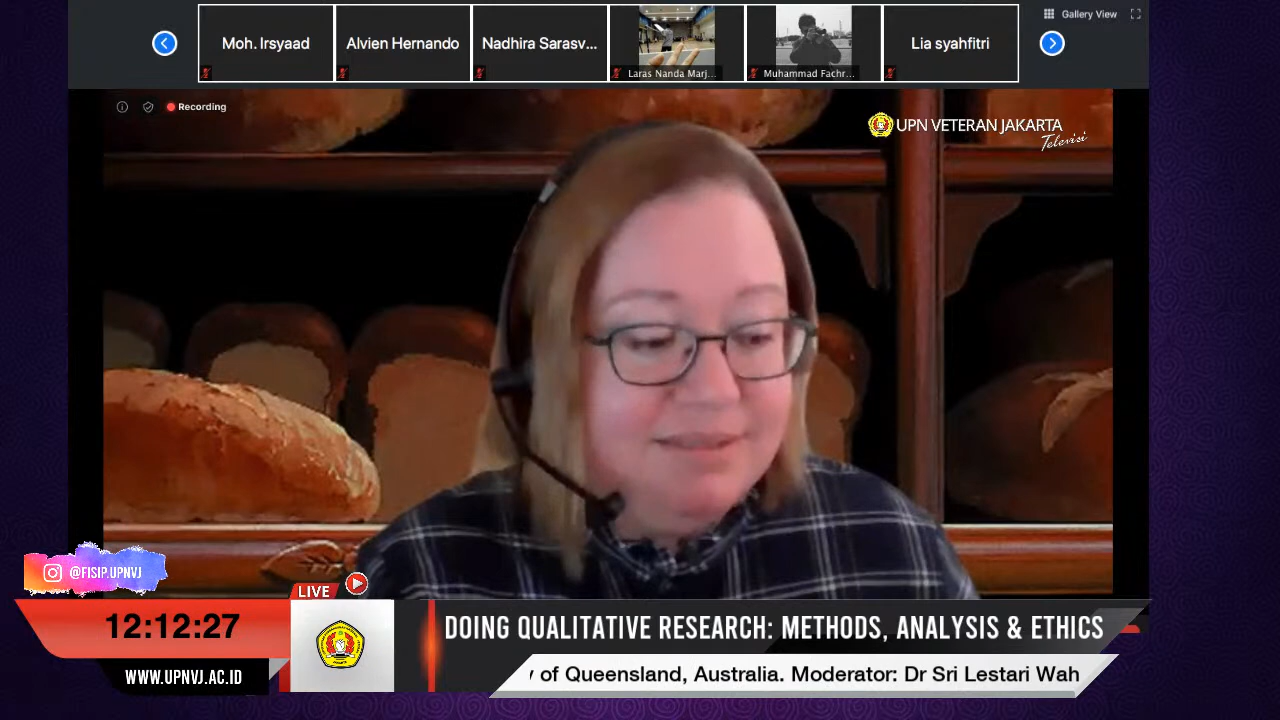 Gallery View
Moh. Irsyaad
Alvien Hernando
Nadhira Sarasv...
Laras Nanda Marj...
Muhammad Fachr...
Lia syahfitri
Recording
UPN VETERAN JAKARTA
Televisi
@FISIP.UPNVJ
LIVE
12:12:27
DOING QUALITATIVE RESEARCH: METHODS, ANALYSIS & ETHICS
WWW.UPNVJ.AC.ID
of Queensland, Australia. Moderator: Dr Sri Lestari Wah